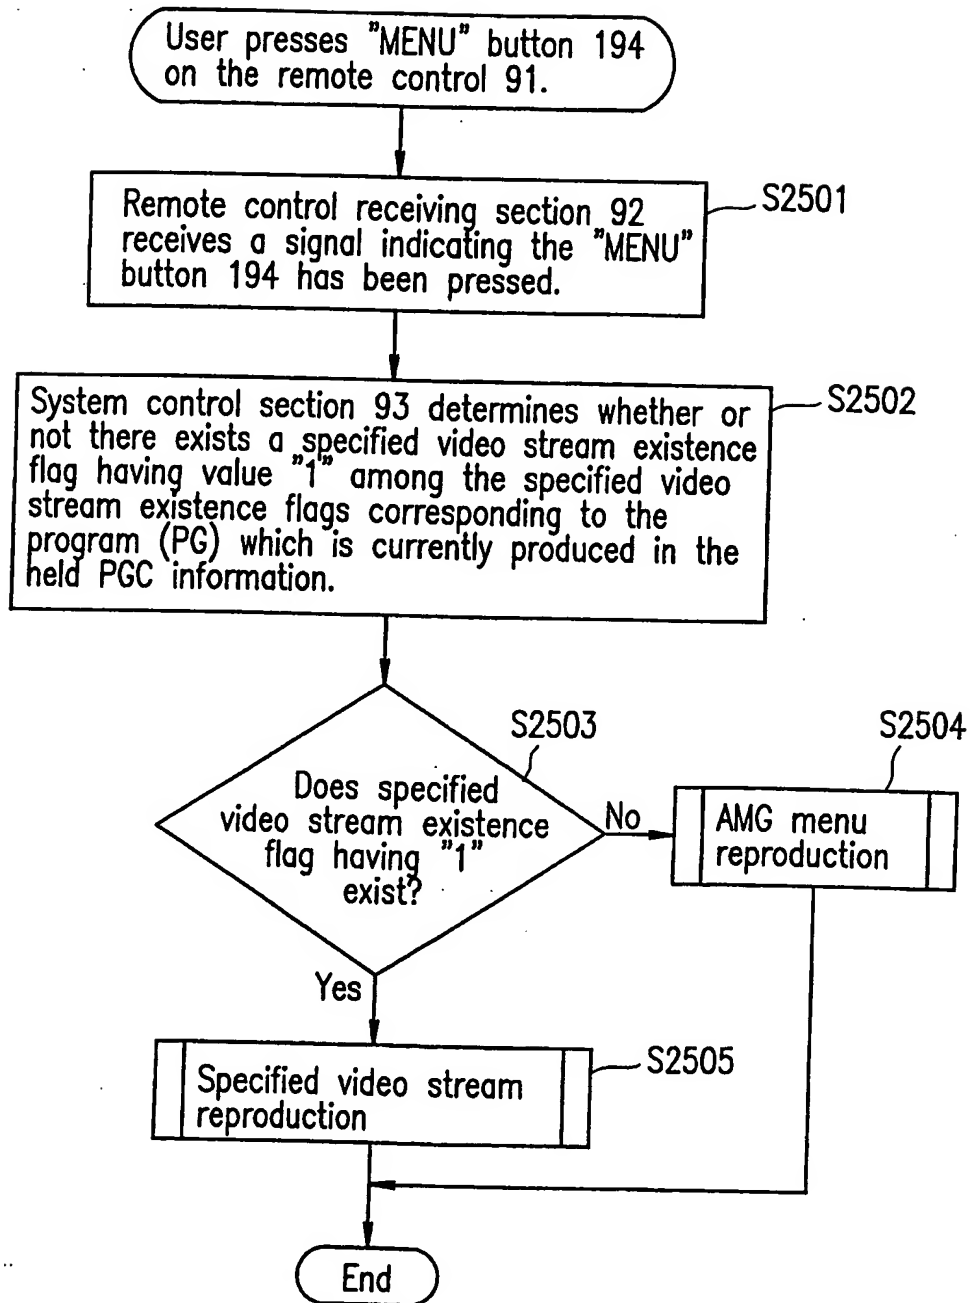 User presses "MENU" button 194
on the remote control 91.
S2501
Remote control receiving section 92
receives a signal indicating the "MENU"
button 194 has been pressed.
S2502
System control section 93 determines whether or
not there exists a specified video stream existence
flag having value "1" among the specified video
stream existence flags corresponding to the
program (PG) which is currently produced in the
held PGC information.
S2503
Does specified
video stream existence
flag having "1"
exist?
No
S2504
AMG menu
reproduction
Yes
S2505
Specified video stream
reproduction
End